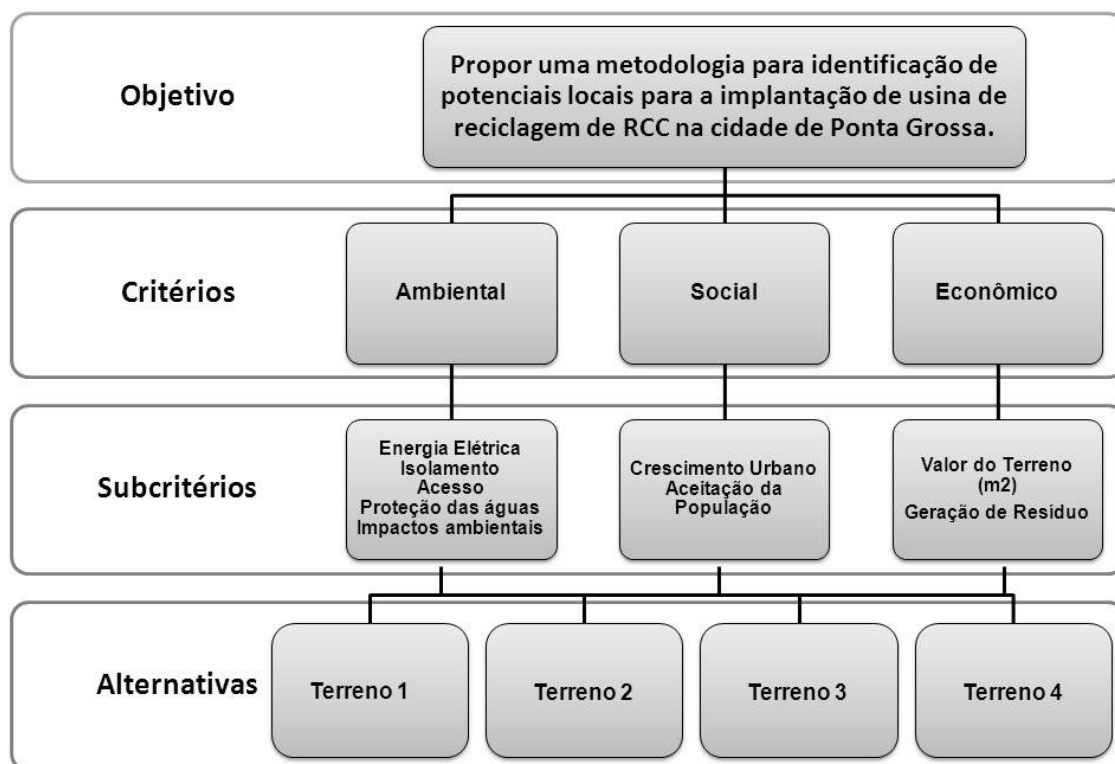 Objetivo
Propor uma metodologia para identificação de
potenciais locais para a implantação de usina de
reciclagem de RCC na cidade de Ponta Grossa.
Critérios
Ambiental
Social
Econômico
Subcritérios
Energia Elétrica
Isolamento
Acesso
Proteção das águas
Impactos ambientais
Crescimento Urbano
Aceitação da
População
Valor do Terreno
(m2)
Geração de Resíduo
Alternativas
Terreno 1
Terreno 2
Terreno 3
Terreno 4